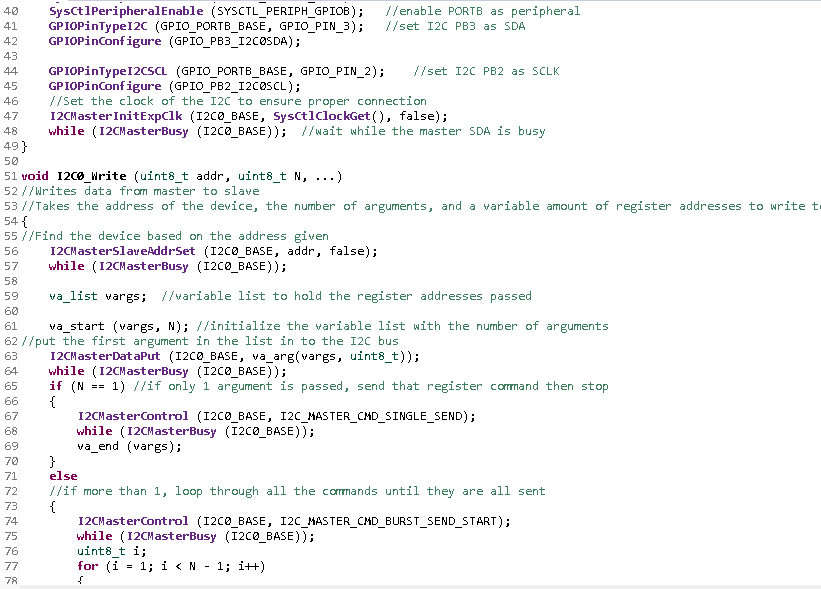 40 SysCtlPeripheralEnable (SYSCTL_PERIPH_GPIOB); //enable PORTB as peripheral
41 GPIOPinTypeI2C (GPIO_PORTB_BASE, GPIO_PIN_3); //set I2C PB3 as SDA
42 GPIOPinConfigure (GPIO_PB3_I2C0SDA);
43
44 GPIOPinTypeI2CSCL (GPIO_PORTB_BASE, GPIO_PIN_2); //set I2C PB2 as SCLK
45 GPIOPinConfigure (GPIO_PB2_I2C0SCL);
46 //Set the clock of the I2C to ensure proper connection
47 I2CMasterInitExpClk (I2C0_BASE, SysCtlClockGet(), false);
48 while (I2CMasterBusy (I2C0_BASE)); //wait while the master SDA is busy
49 }
50
51 void I2C0_Write (uint8_t addr, uint8_t N, ...)
52 //Writes data from master to slave
53 //Takes the address of the device, the number of arguments, and a variable amount of register addresses to write t
54 {
55 //Find the device based on the address given
56 I2CMasterSlaveAddrSet (I2C0_BASE, addr, false);
57 while (I2CMasterBusy (I2C0_BASE));
58
59 va_list vargs; //variable list to hold the register addresses passed
60
61 va_start (vargs, N); //initialize the variable list with the number of arguments
62 //put the first argument in the list in to the I2C bus
63 I2CMasterDataPut (I2C0_BASE, va_arg(vargs, uint8_t));
64 while (I2CMasterBusy (I2C0_BASE));
65 if (N == 1) //if only 1 argument is passed, send that register command then stop
66 {
67 I2CMasterControl (I2C0_BASE, I2C_MASTER_CMD_SINGLE_SEND);
68 while (I2CMasterBusy (I2C0_BASE));
69 va_end (vargs);
70 }
71 else
72 //if more than 1, loop through all the commands until they are all sent
73 {
74 I2CMasterControl (I2C0_BASE, I2C_MASTER_CMD_BURST_SEND_START);
75 while (I2CMasterBusy (I2C0_BASE));
76 uint8_t i;
77 for (i = 1; i < N - 1; i++)
78 {